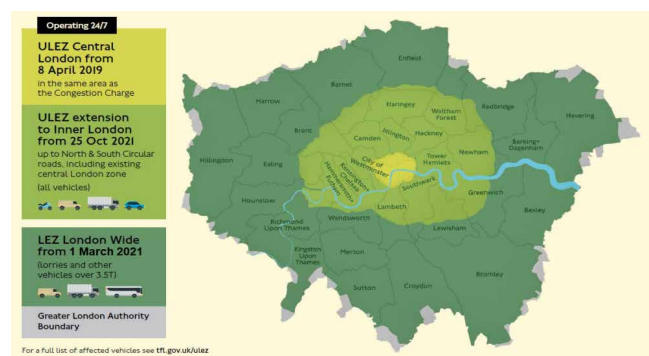 Operating 24/7
ULEZ Central
London from
8 April 2019
in the same area as
the Congestion Charge
ULEZ extension
to Inner London
from 25 Oct 2021
up to North & South Circular
roads, including existing
central London zone
(all vehicles)
LEZ London Wide
from 1 March 2021
(lorries and other
vehicles over 3.5T)
Greater London Authority
Boundary
For a full list of affected vehicles see tfl.gov.uk/ulez
Enfield
Barnet
Harrow
Haringey
Waltham
Forest
Redbridge
Havering
Brent
Camden
Islington
Hackney
Barking+
Dagenham
Hillingdon
Ealing
City of
Westminster
Tower
Hamlets
Newham
Kensington+
Chelsea
Hammersmith+
Fulham
Southwark
Greenwich
Hounslow
Lambeth
Bexley
Richmond
Upon Thames
Wandsworth
Lewisham
Kingston
Upon
Thames
Merton
Sutton
Croydon
Bromley